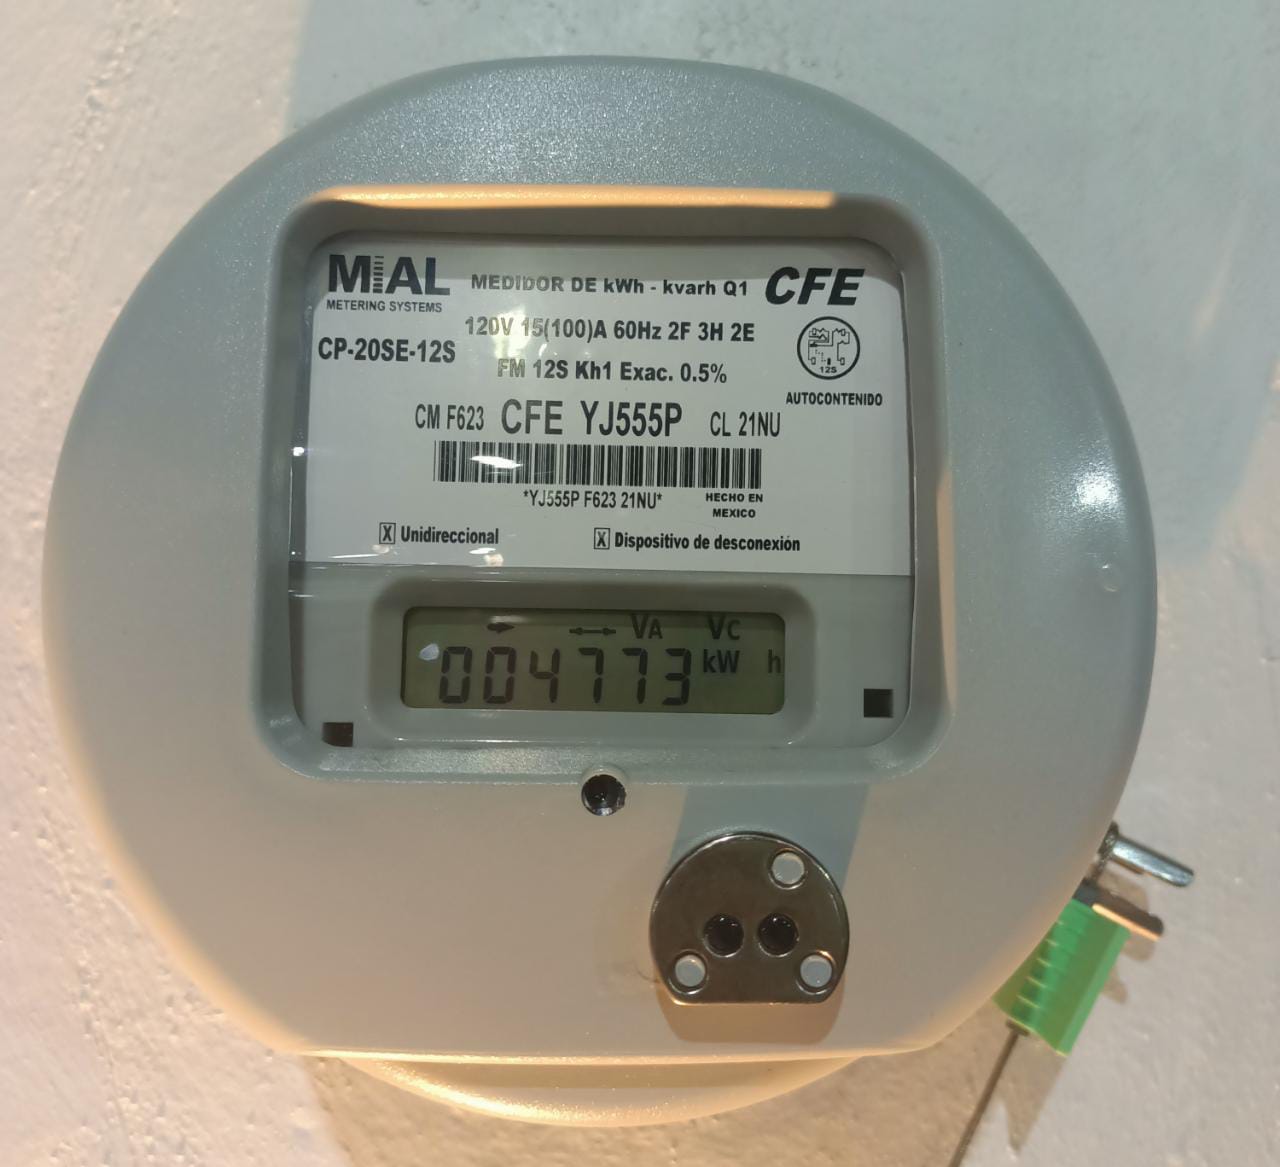 MIAL
METERING SYSTEMS
MEDIDOR DE kWh - kvarh Q1
CFE
120V 15(100)A 60Hz 2F 3H 2E
CP-20SE-12S
FM 12S Kh1 Exac. 0.5%
12S
AUTOCONTENIDO
CM F623 CFE YJ555P CL 21NU
*YJ555P F623 21NU*
HECHO EN
MEXICO
X Unidireccional
X Dispositivo de desconexión
VA VC
004773 kW h